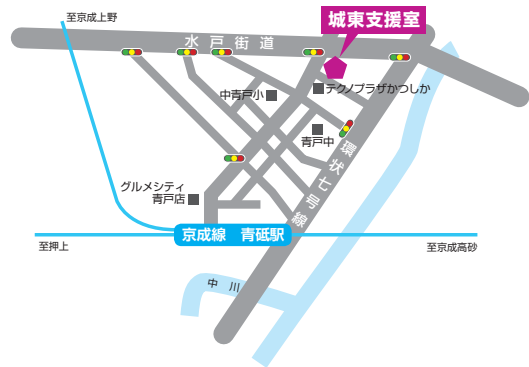 至京成上野
城東支援室
水戸街道
テクノプラザかつしか
中青戸小
青戸中
環状七号線
グルメシティ
青戸店
京成線 青砥駅
至押上
至京成高砂
中川